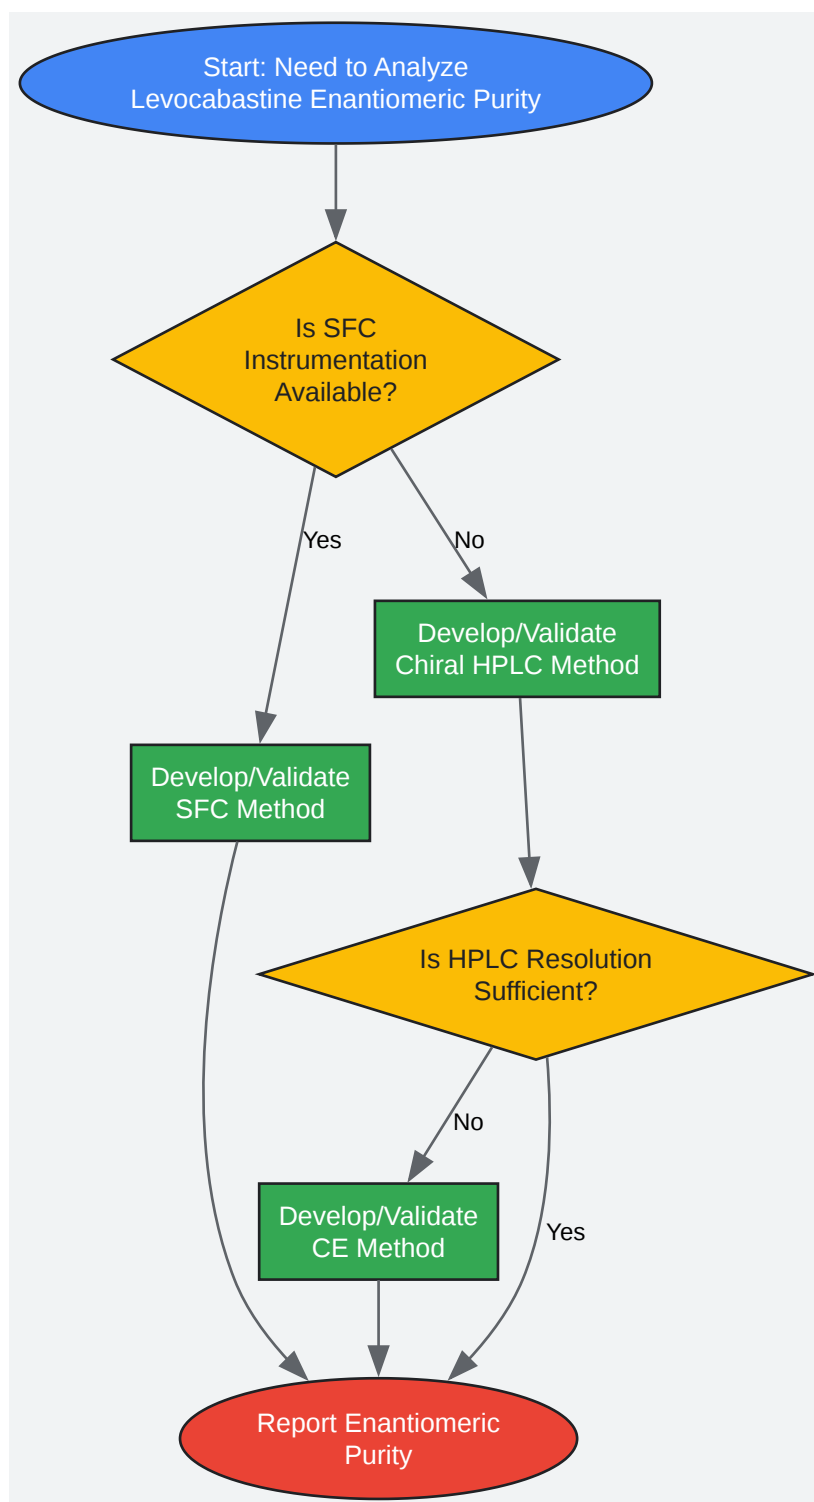 Start: Need to Analyze
Levocabastine Enantiomeric Purity
Is SFC
Instrumentation
Available?
Yes
No
Develop/Validate
Chiral HPLC Method
Develop/Validate
SFC Method
Is HPLC Resolution
Sufficient?
No
Develop/Validate
CE Method
Yes
Report Enantiomeric
Purity